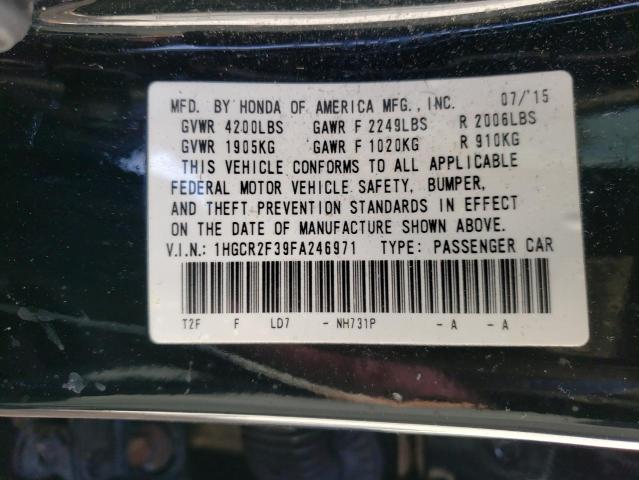 MFD. BY HONDA OF AMERICA MFG., INC. 07/'15
GVWR 4200LBS GAWR F 2249LBS R 2006LBS
GVWR 1905KG GAWR F 1020KG R 910KG
THIS VEHICLE CONFORMS TO ALL APPLICABLE
FEDERAL MOTOR VEHICLE SAFETY, BUMPER,
AND THEFT PREVENTION STANDARDS IN EFFECT
ON THE DATE OF MANUFACTURE SHOWN ABOVE.
V.I.N.: 1HGCR2F39FA246971 TYPE: PASSENGER CAR
T2F F LD7 - NH731P - A - A